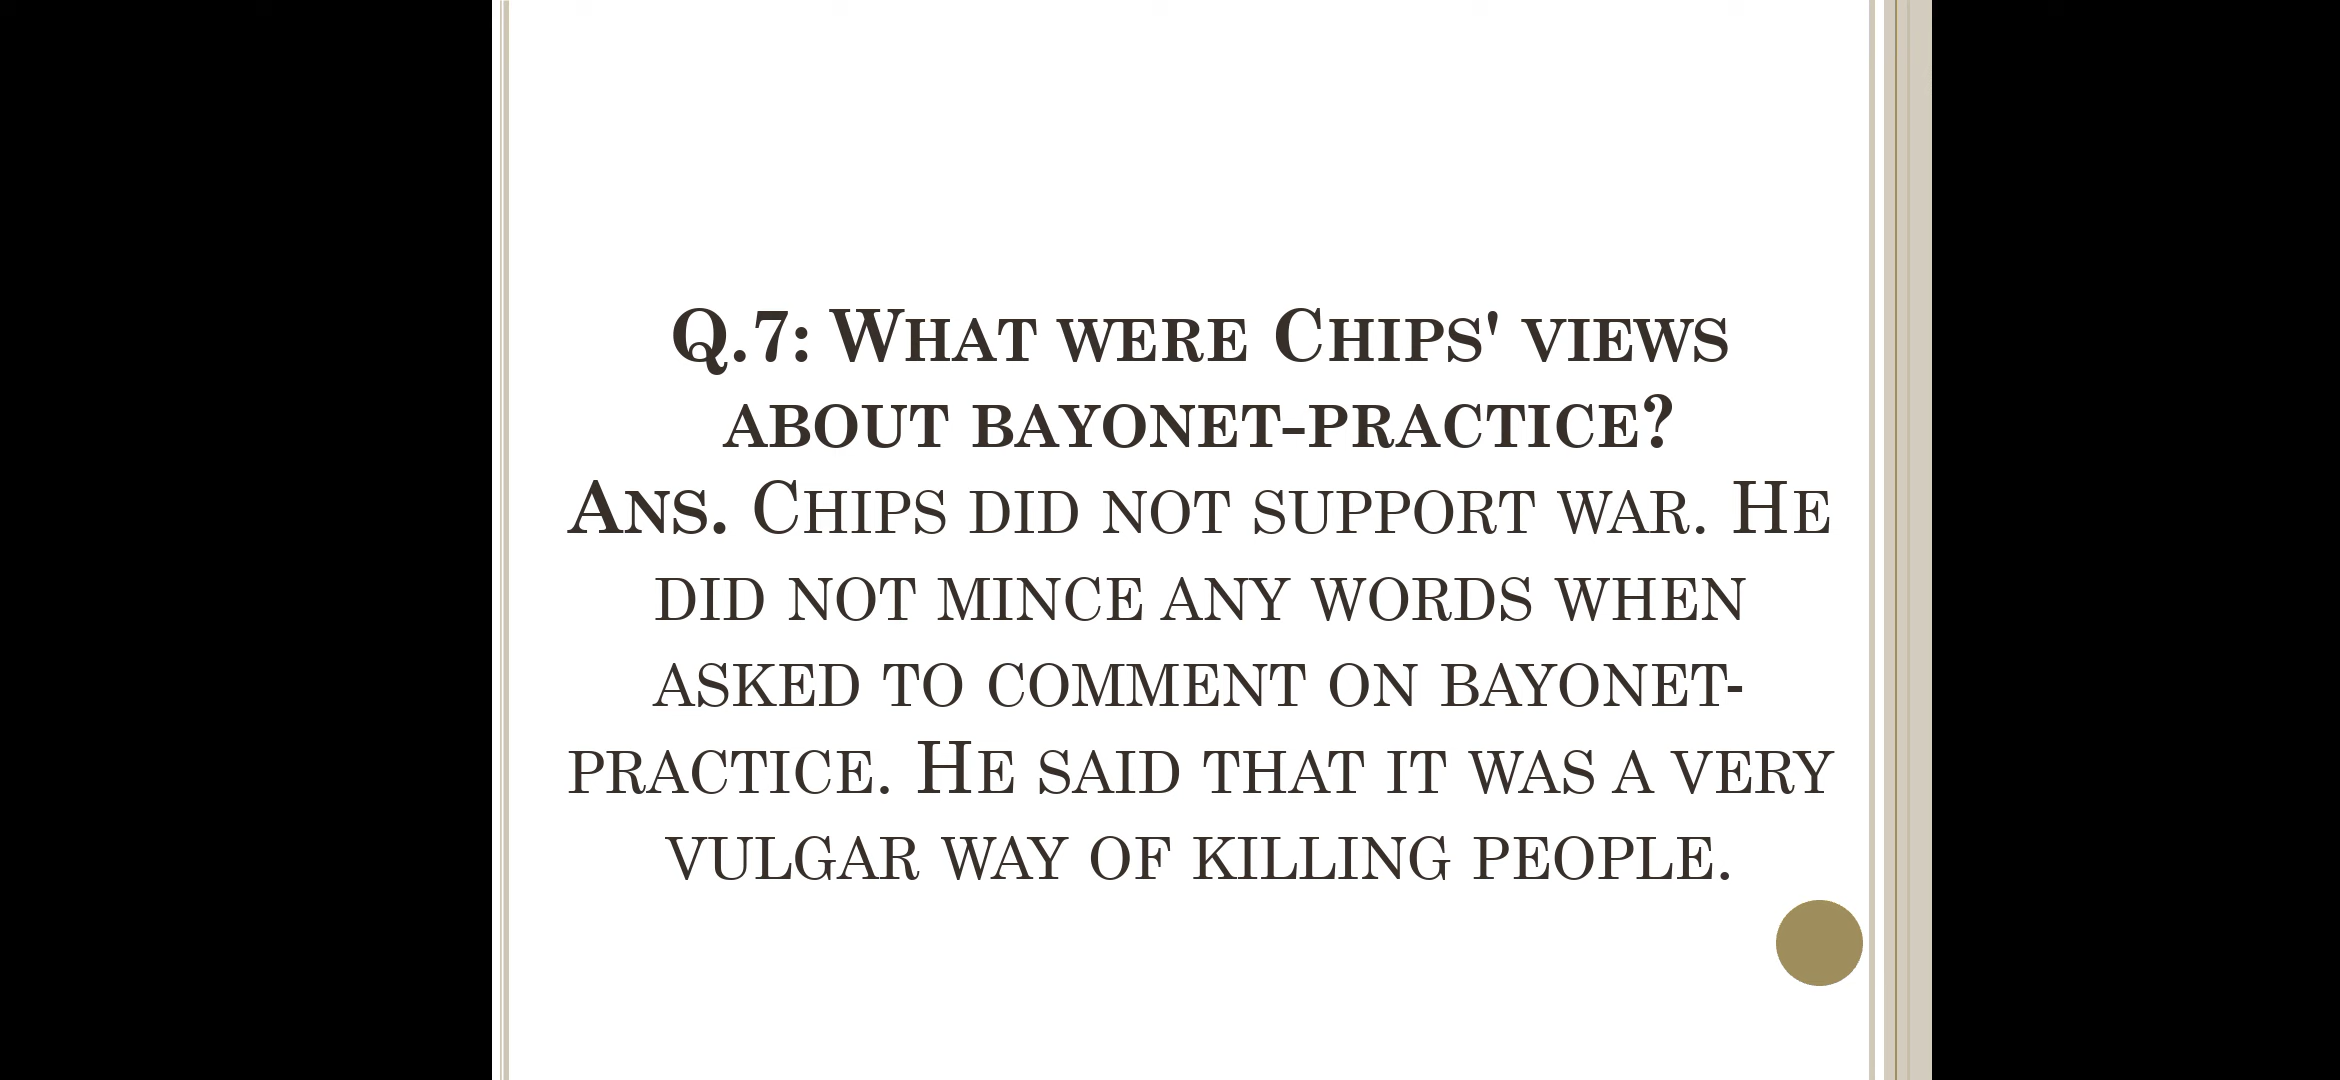 Q.7: What were Chips' views
about bayonet-practice?
Ans. Chips did not support war. He
did not mince any words when
asked to comment on bayonet-
practice. He said that it was a very
vulgar way of killing people.